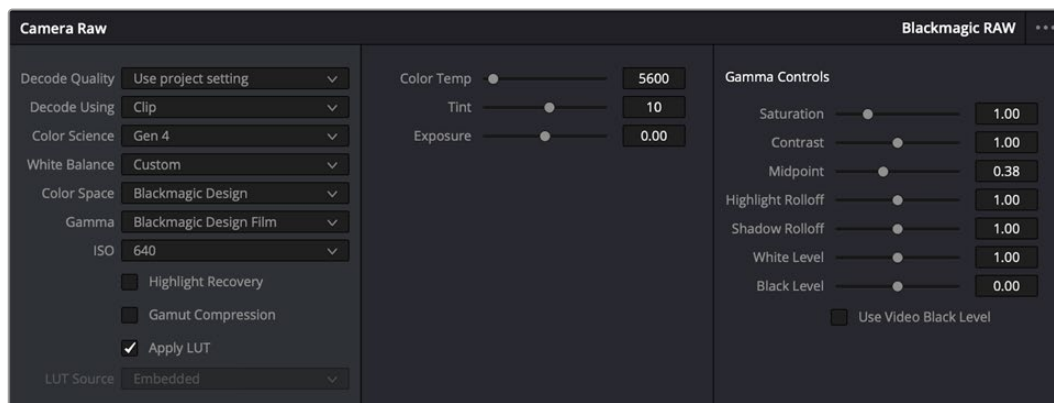 Camera Raw
Blackmagic RAW
Decode Quality Use project setting
Decode Using Clip
Color Science Gen 4
White Balance Custom
Color Space Blackmagic Design
Gamma Blackmagic Design Film
ISO 640
Highlight Recovery
Gamut Compression
Apply LUT
LUT Source Embedded
Color Temp 5600
Tint 10
Exposure 0.00
Gamma Controls
Saturation 1.00
Contrast 1.00
Midpoint 0.38
Highlight Rolloff 1.00
Shadow Rolloff 1.00
White Level 1.00
Black Level 0.00
Use Video Black Level